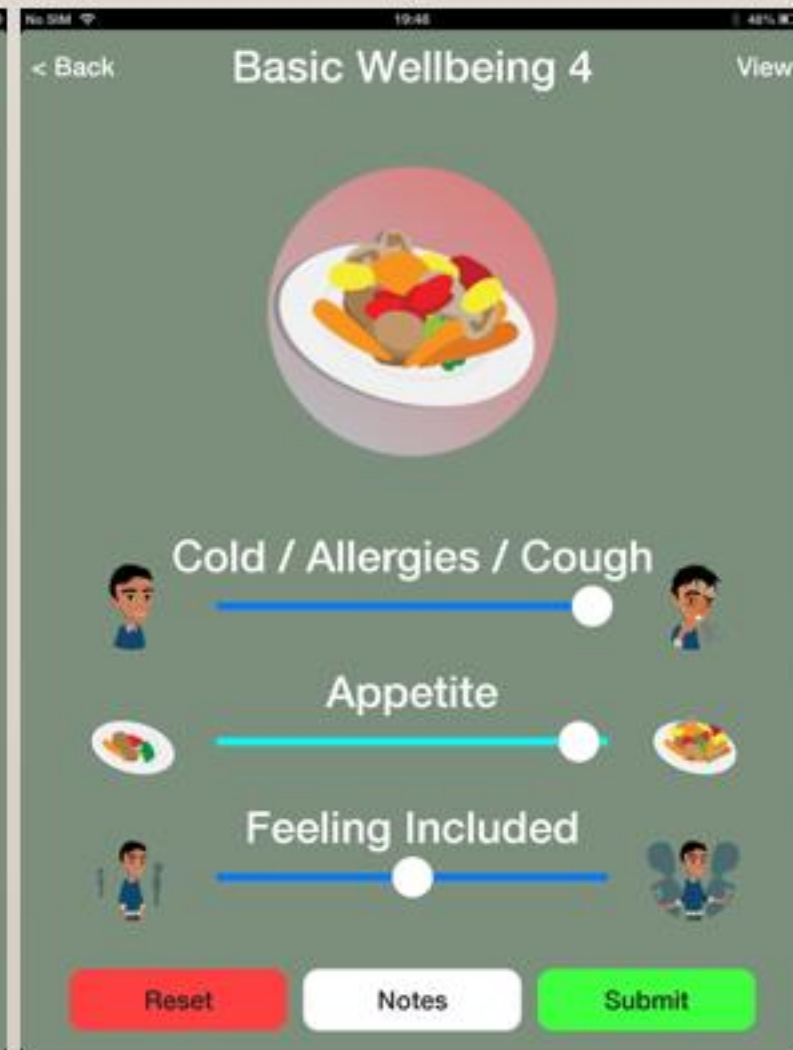 No SIM 19:46 48%
< Back Basic Wellbeing 4 View
Cold / Allergies / Cough
Appetite
Feeling Included
Reset Notes Submit